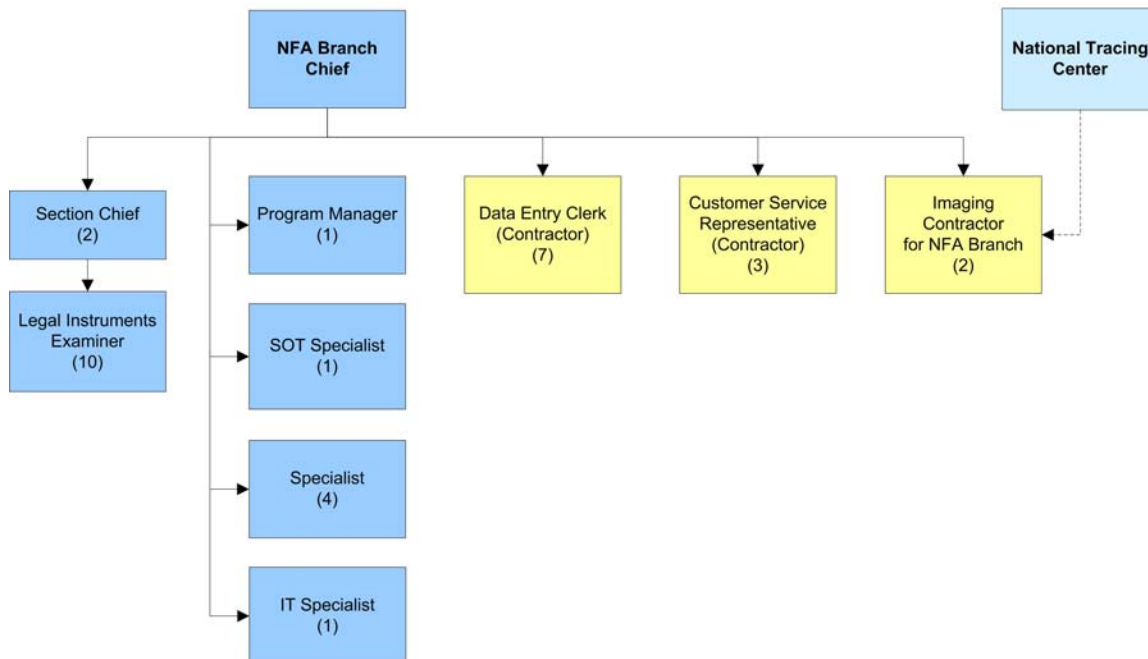 NFA Branch
Chief
National Tracing
Center
Section Chief
(2)
Legal Instruments
Examiner
(10)
Program Manager
(1)
SOT Specialist
(1)
Specialist
(4)
IT Specialist
(1)
Data Entry Clerk
(Contractor)
(7)
Customer Service
Representative
(Contractor)
(3)
Imaging
Contractor
for NFA Branch
(2)